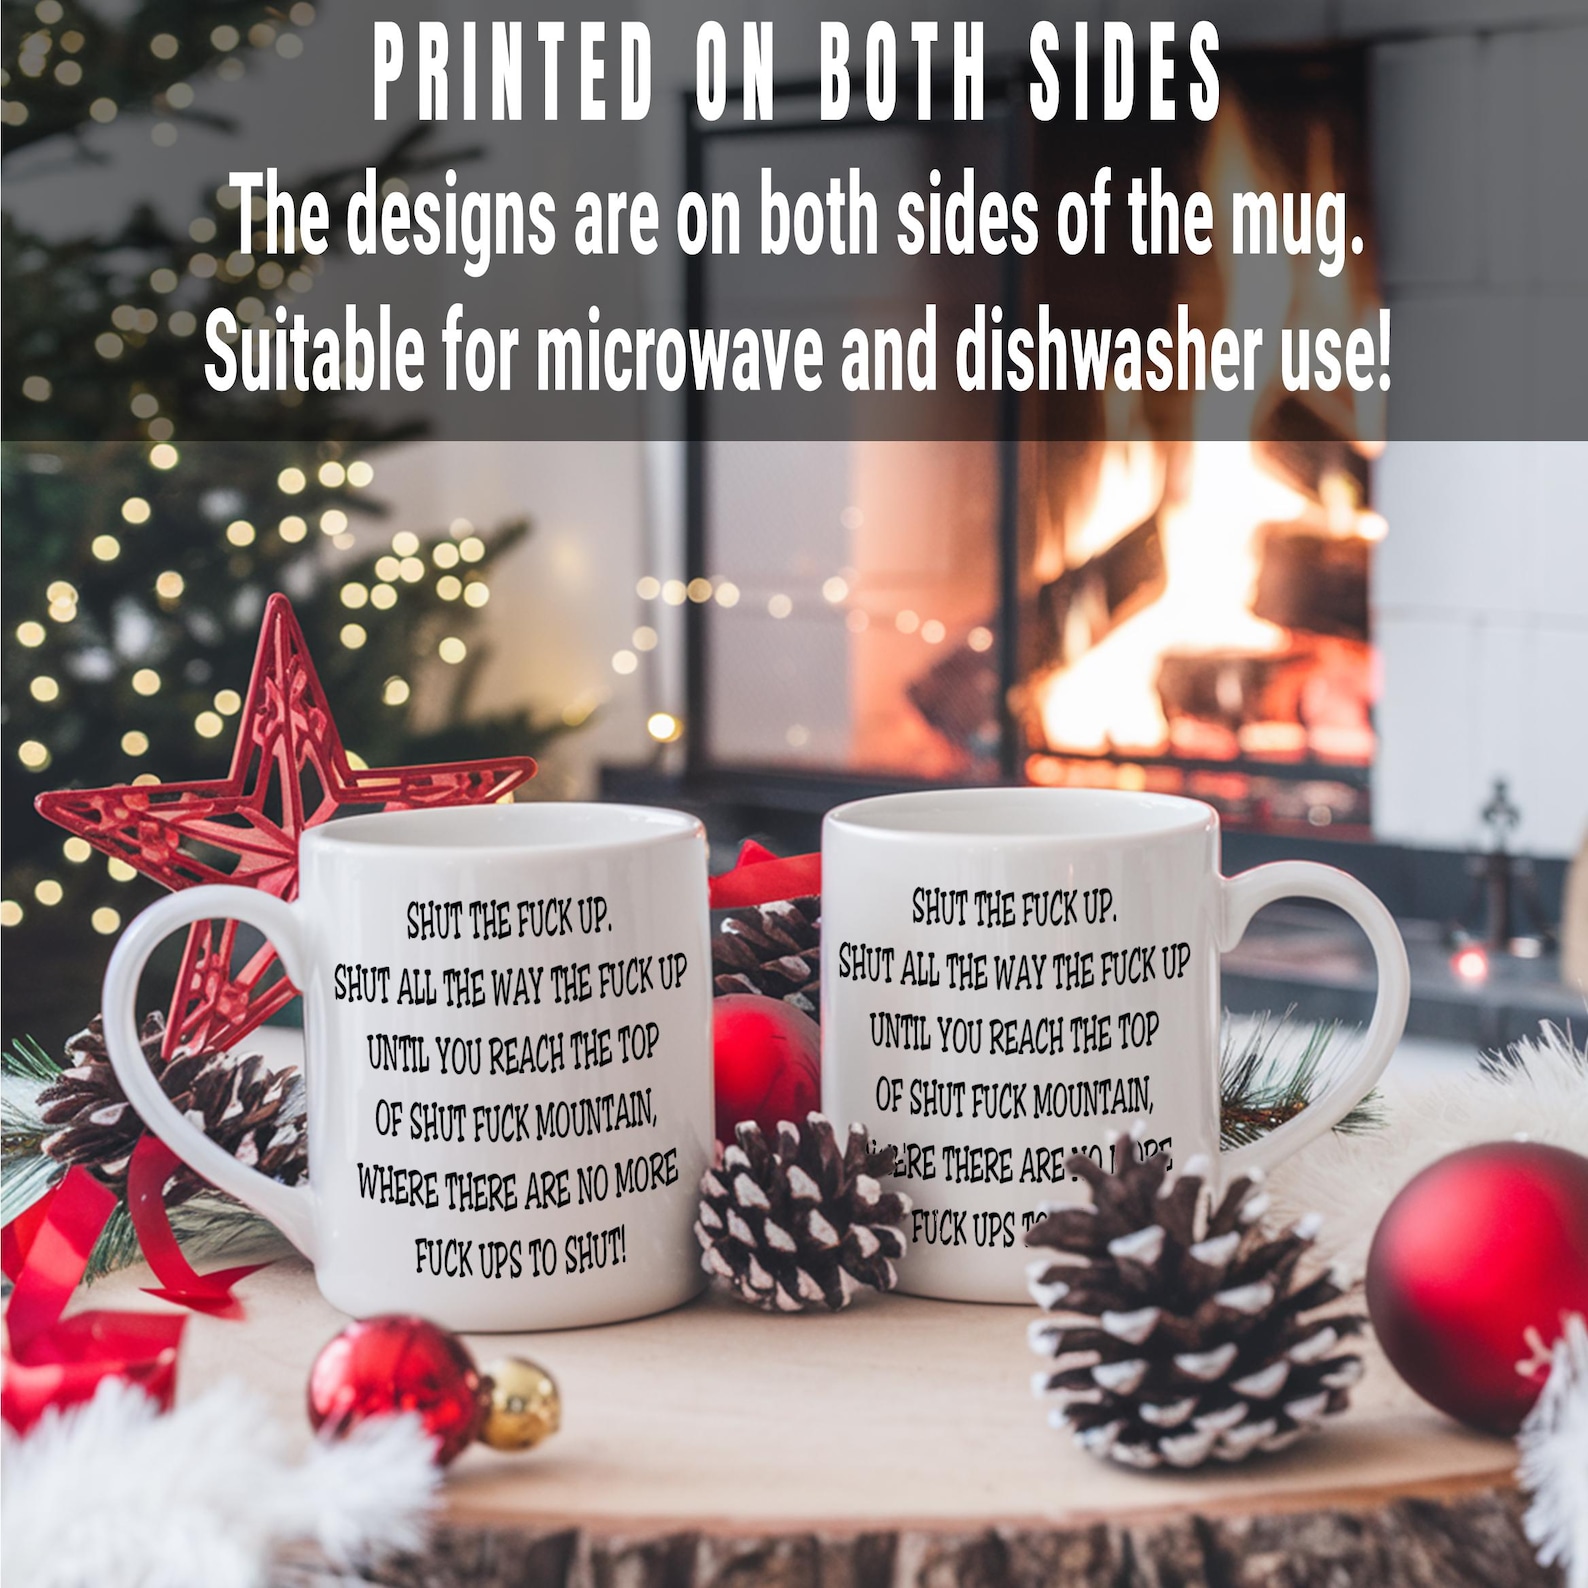 PRINTED ON BOTH SIDES
The designs are on both sides of the mug.
Suitable for microwave and dishwasher use!
SHUT THE FUCK UP.
SHUT ALL THE WAY THE FUCK UP
UNTIL YOU REACH THE TOP
OF SHUT FUCK MOUNTAIN,
WHERE THERE ARE NO MORE
FUCK UPS TO SHUT!
SHUT THE FUCK UP.
SHUT ALL THE WAY THE FUCK UP
UNTIL YOU REACH THE TOP
OF SHUT FUCK MOUNTAIN,
THERE ARE
FUCK UPS